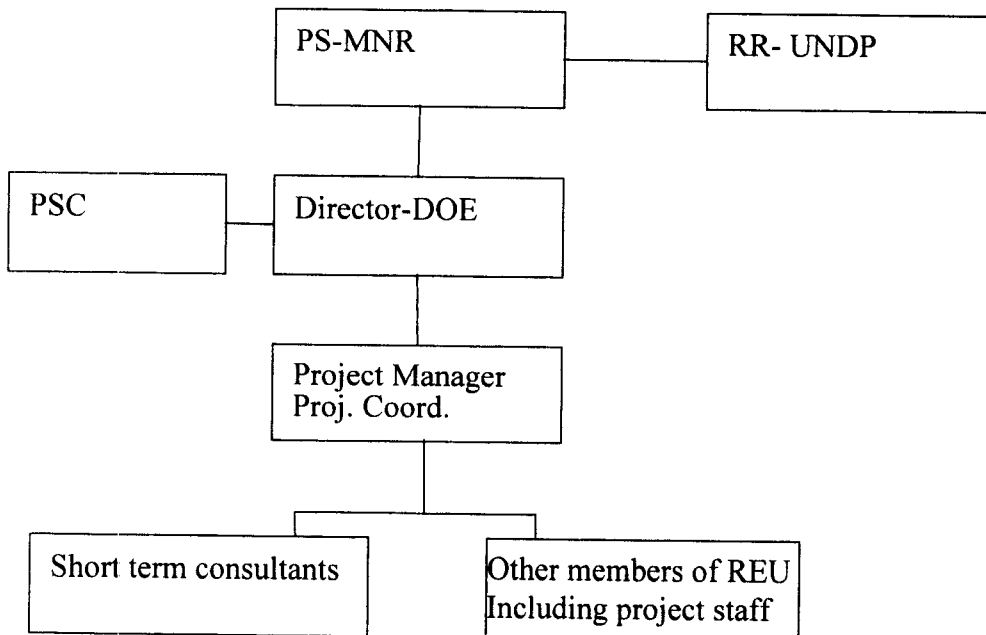 PS-MNR
RR- UNDP
PSC
Director-DOE
Project Manager
Proj. Coord.
Short term consultants
Other members of REU
Including project staff